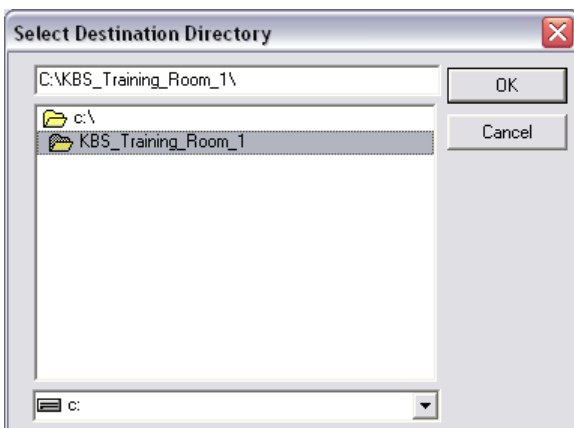 Select Destination Directory
C:\KBS_Training_Room_1\
OK
c:\
KBS_Training_Room_1
Cancel
c: